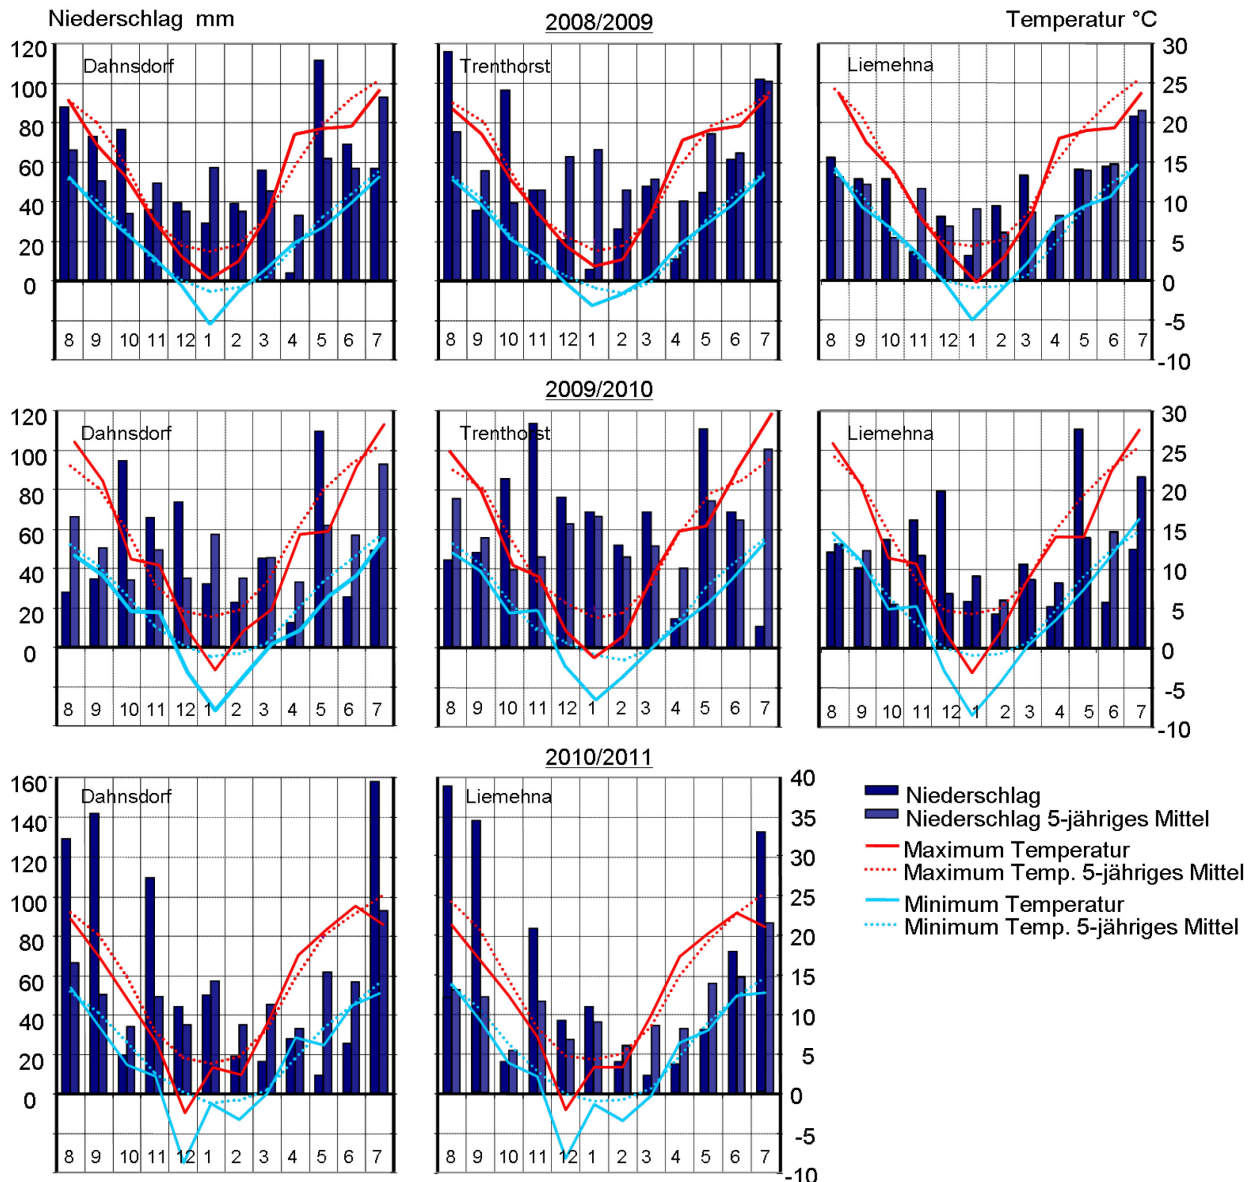 Niederschlag mm 2008/2009 Temperatur °C
120 30
Dahnsdorf Trenthorst Liemehna
100 25
80 20
60 15
40 10
20 5
0 0
-5
8 9 10 11 12 1 2 3 4 5 6 7 8 9 10 11 12 1 2 3 4 5 6 7 8 9 10 11 12 1 2 3 4 5 6 7
-10
2009/2010
120 30
Dahnsdorf Trenthorst Liemehna
100 25
80 20
60 15
40 10
20 5
0 0
-5
8 9 10 11 12 1 2 3 4 5 6 7 8 9 10 11 12 1 2 3 4 5 6 7 8 9 10 11 12 1 2 3 4 5 6 7
-10
2010/2011
160 40
Dahnsdorf Liemehna
140 35
120 30
100 25
80 20
60 15
40 10
20 5
0 0
-5
8 9 10 11 12 1 2 3 4 5 6 7 8 9 10 11 12 1 2 3 4 5 6 7
-10
Niederschlag
Niederschlag 5-jähriges Mittel
Maximum Temperatur
Maximum Temp. 5-jähriges Mittel
Minimum Temperatur
Minimum Temp. 5-jähriges Mittel